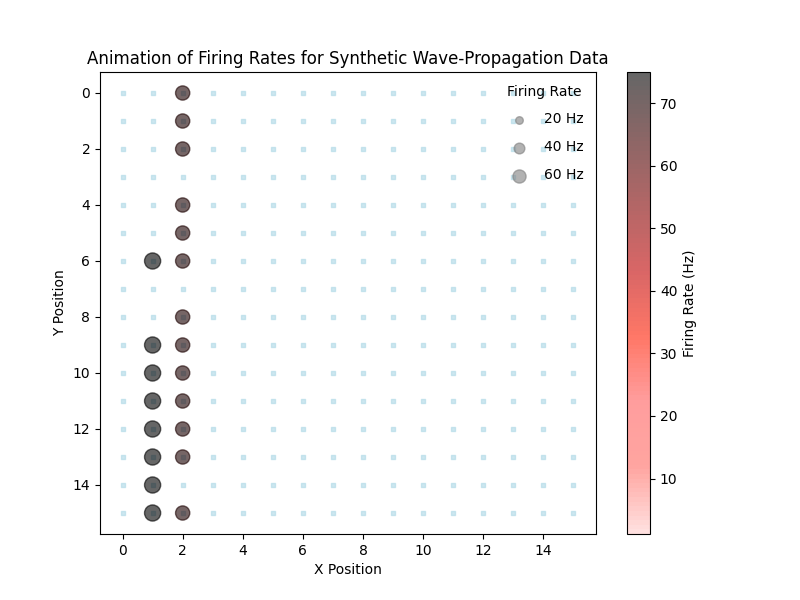 Animation of Firing Rates for Synthetic Wave-Propagation Data
Firing Rate
20 Hz
40 Hz
60 Hz
0
2
4
6
8
10
12
14
Y Position
0 2 4 6 8 10 12 14
X Position
70
60
50
40
30
20
10
Firing Rate (Hz)